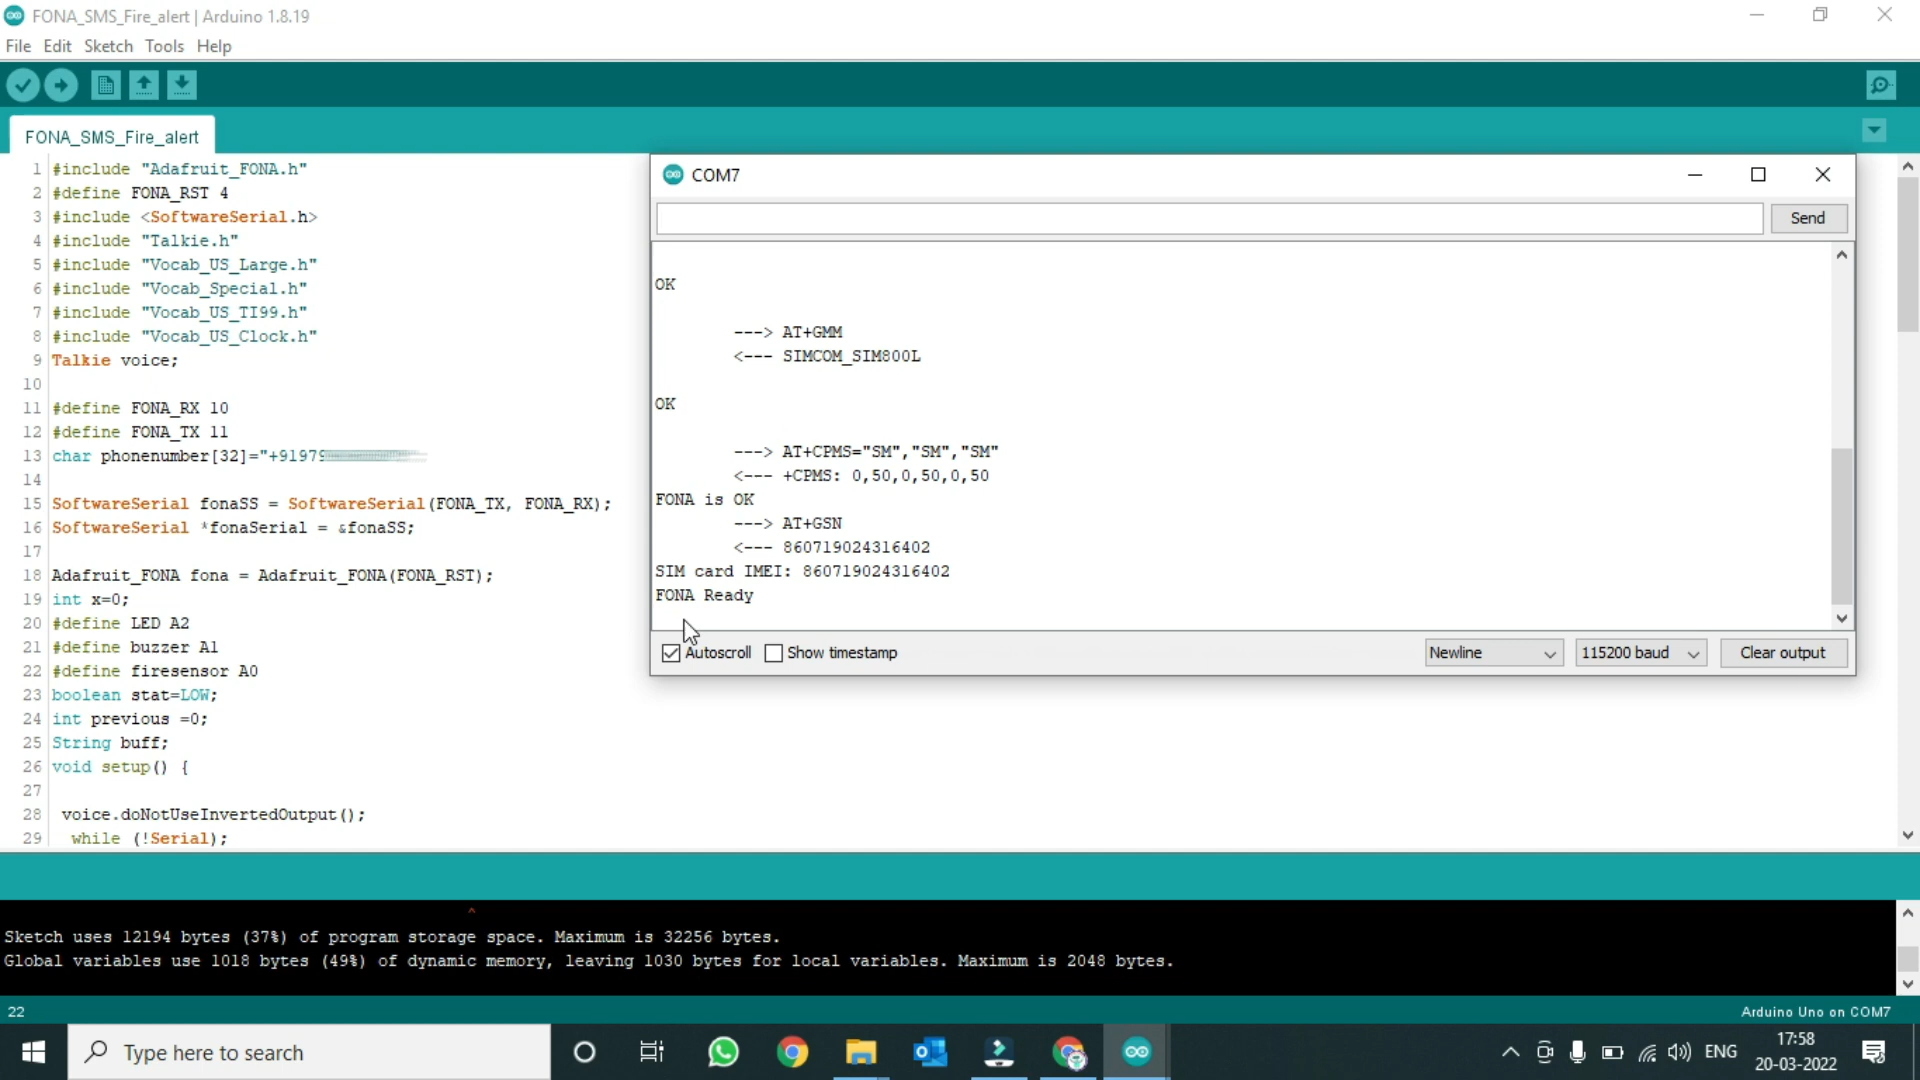 FONA_SMS_Fire_alert | Arduino 1.8.19
File Edit Sketch Tools Help
FONA_SMS_Fire_alert
1 #include "Adafruit_FONA.h"
2 #define FONA_RST 4
3 #include <SoftwareSerial.h>
4 #include "Talkie.h"
5 #include "Vocab_US_Large.h"
6 #include "Vocab_Special.h"
7 #include "Vocab_US_TI99.h"
8 #include "Vocab_US_Clock.h"
9 Talkie voice;
10
11 #define FONA_RX 10
12 #define FONA_TX 11
13 char phonenumber[32]="+91979
14
15 SoftwareSerial fonaSS = SoftwareSerial(FONA_TX, FONA_RX);
16 SoftwareSerial *fonaSerial = &fonaSS;
17
18 Adafruit_FONA fona = Adafruit_FONA(FONA_RST);
19 int x=0;
20 #define LED A2
21 #define buzzer A1
22 #define firesensor A0
23 boolean stat=LOW;
24 int previous =0;
25 String buff;
26 void setup() {
27
28 voice.doNotUseInvertedOutput();
29 while (!Serial);
COM7
Send
OK
---> AT+GMM
<--- SIMCOM_SIM800L
OK
---> AT+CPMS="SM","SM","SM"
<--- +CPMS: 0,50,0,50,0,50
FONA is OK
---> AT+GSN
<--- 860719024316402
SIM card IMEI: 860719024316402
FONA Ready
Autoscroll Show timestamp Newline 115200 baud Clear output
Sketch uses 12194 bytes (37%) of program storage space. Maximum is 32256 bytes.
Global variables use 1018 bytes (49%) of dynamic memory, leaving 1030 bytes for local variables. Maximum is 2048 bytes.
22 Arduino Uno on COM7
Type here to search
ENG
17:58
20-03-2022